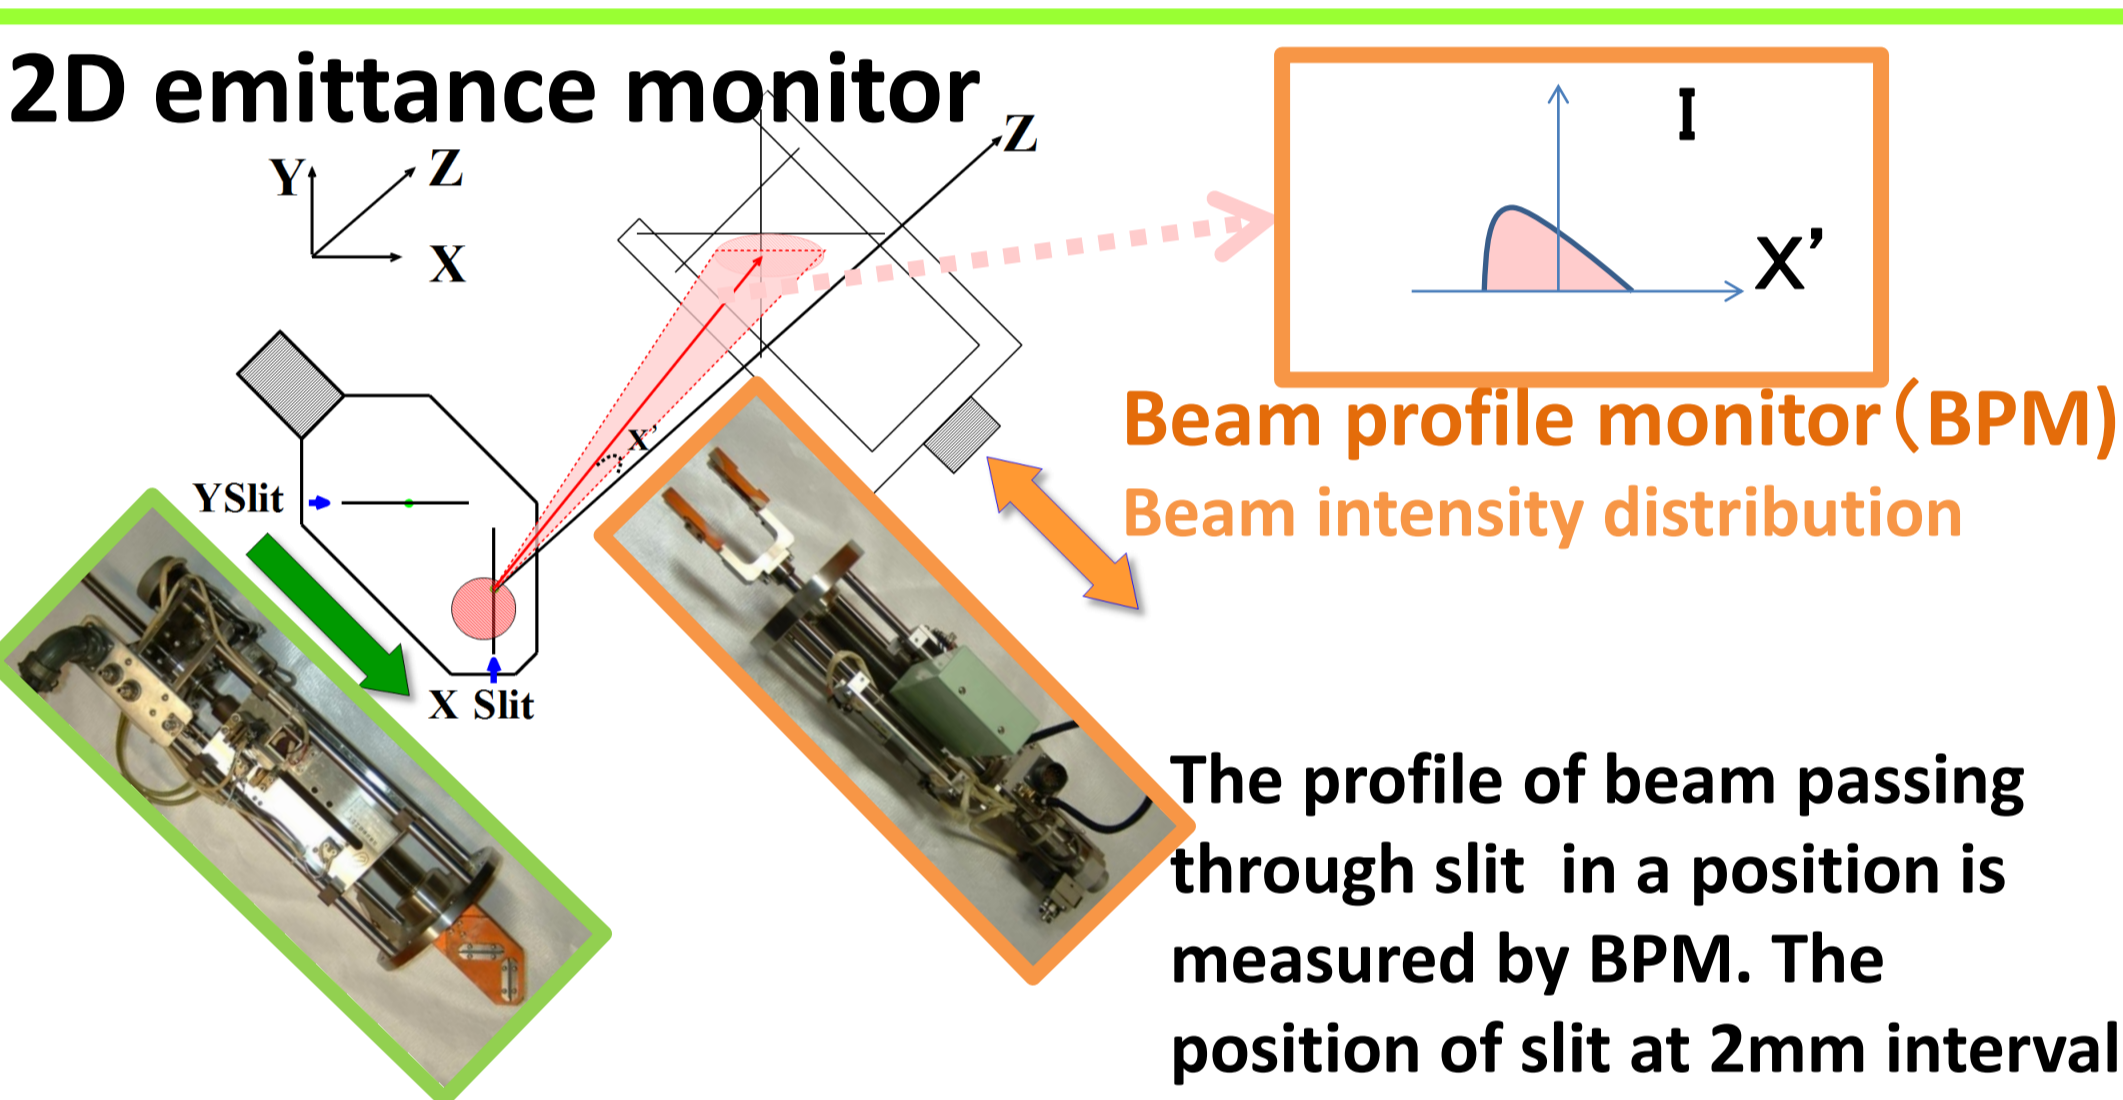 2D emittance monitor
Y
Z
X
Z
I
X’
X’
YSlit
X Slit
Beam profile monitor（BPM)
Beam intensity distribution
The profile of beam passing
through slit in a position is
measured by BPM. The
position of slit at 2mm interval